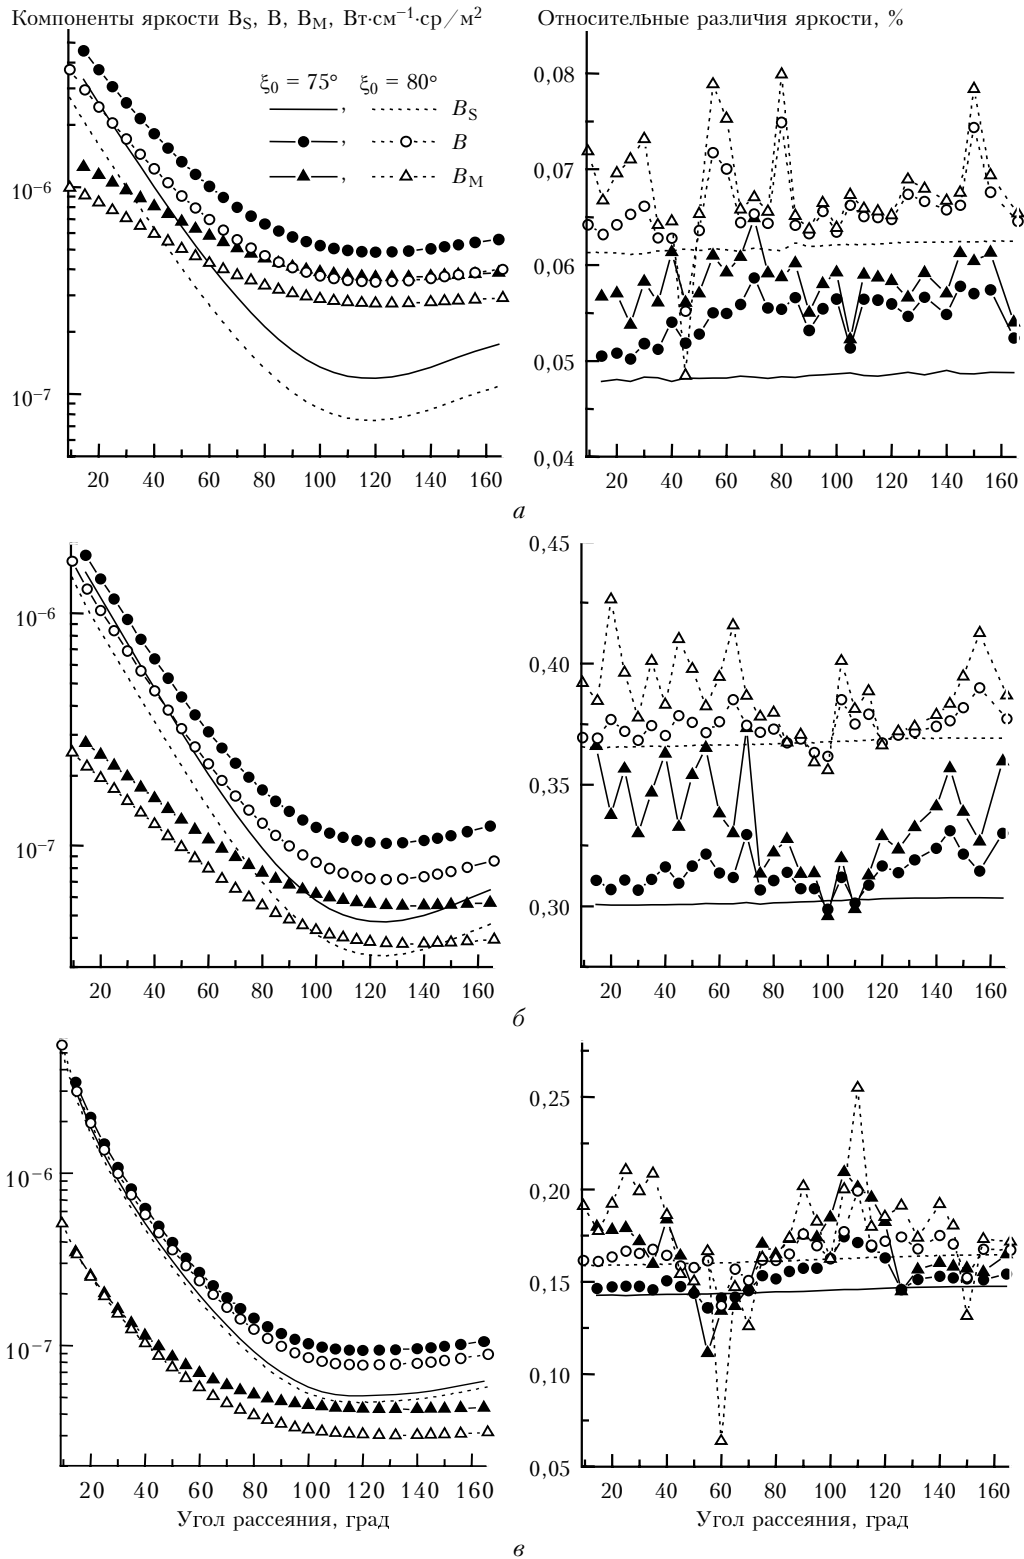 Компоненты яркости B_S, B, B_M, Вт·см⁻¹·ср/м²
Относительные различия яркости, %
ξ₀ = 75° ξ₀ = 80°
, B_S
, B
, B_M
10⁻⁶
10⁻⁷
20 40 60 80 100 120 140 160
0,08
0,07
0,06
0,05
0,04
20 40 60 80 100 120 140 160
а
10⁻⁶
10⁻⁷
20 40 60 80 100 120 140 160
0,45
0,40
0,35
0,30
20 40 60 80 100 120 140 160
б
10⁻⁶
10⁻⁷
20 40 60 80 100 120 140 160
Угол рассеяния, град
0,25
0,20
0,15
0,10
0,05
20 40 60 80 100 120 140 160
Угол рассеяния, град
в